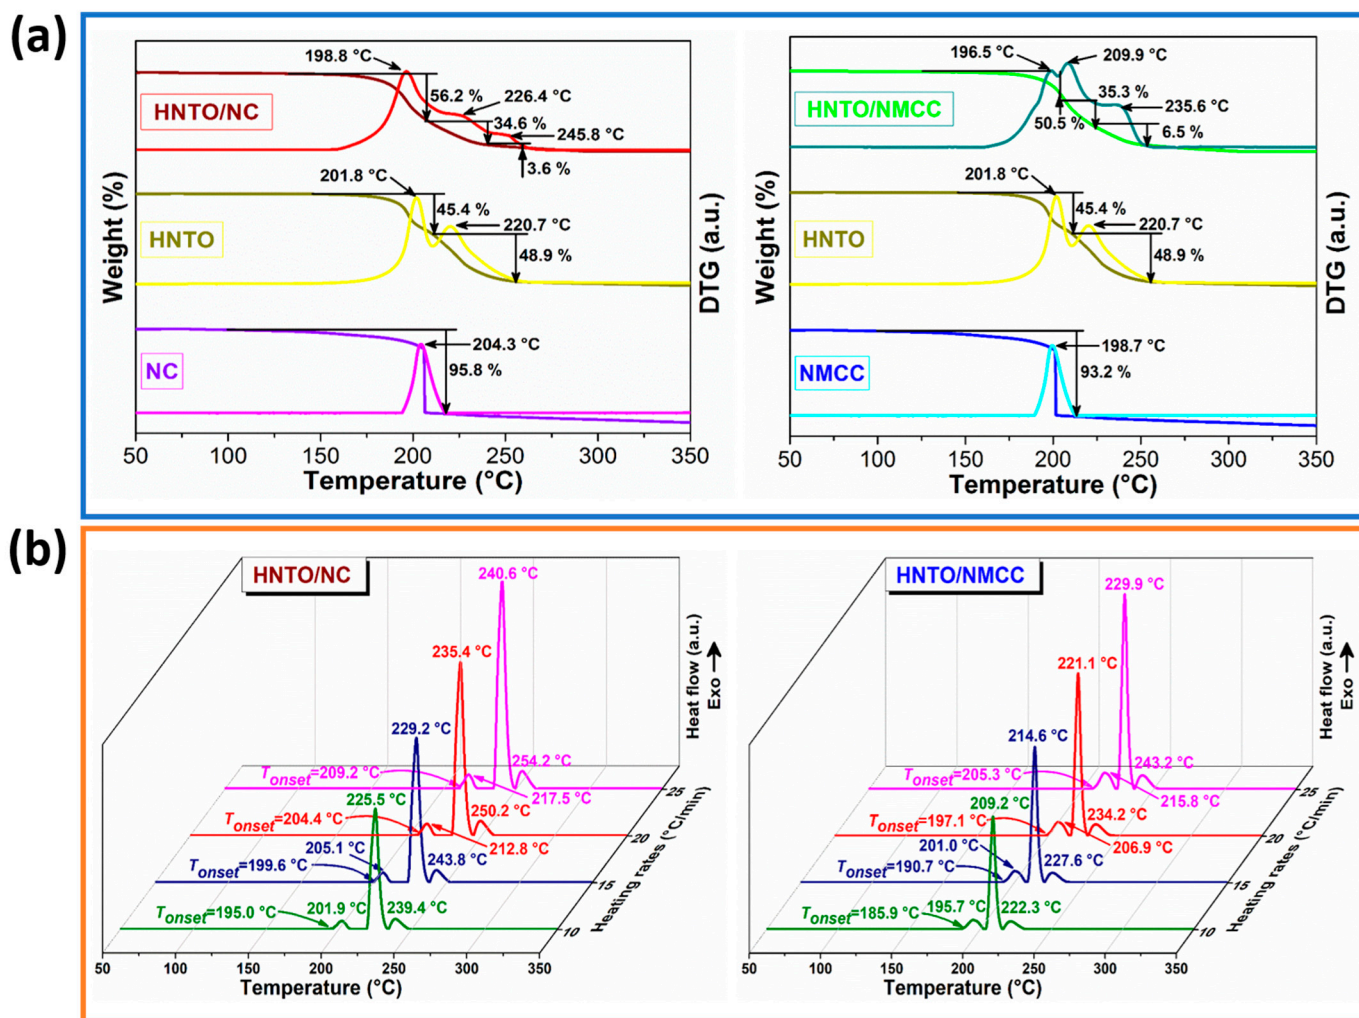 (a)
198.8 °C
56.2 %
226.4 °C
HNTO/NC
34.6 %
245.8 °C
3.6 %
201.8 °C
45.4 %
220.7 °C
HNTO
48.9 %
204.3 °C
NC
95.8 %
Weight (%)
DTG (a.u.)
50 100 150 200 250 300 350
Temperature (°C)
196.5 °C
209.9 °C
35.3 %
HNTO/NMCC
235.6 °C
50.5 %
6.5 %
201.8 °C
45.4 %
220.7 °C
HNTO
48.9 %
198.7 °C
NMCC
93.2 %
Weight (%)
DTG (a.u.)
50 100 150 200 250 300 350
Temperature (°C)
(b)
HNTO/NC
240.6 °C
235.4 °C
229.2 °C
254.2 °C
Tonset=209.2 °C
217.5 °C
225.5 °C
250.2 °C
Tonset=204.4 °C
212.8 °C
205.1 °C
243.8 °C
Tonset=199.6 °C
Tonset=195.0 °C
201.9 °C
239.4 °C
Heat flow (a.u.)
Exo
25
20
15
10
Heating rates (°C/min)
50 100 150 200 250 300 350
Temperature (°C)
HNTO/NMCC
229.9 °C
221.1 °C
214.6 °C
243.2 °C
Tonset=205.3 °C
215.8 °C
209.2 °C
234.2 °C
Tonset=197.1 °C
206.9 °C
201.0 °C
227.6 °C
Tonset=190.7 °C
Tonset=185.9 °C
195.7 °C
222.3 °C
Heat flow (a.u.)
Exo
25
20
15
10
Heating rates (°C/min)
50 100 150 200 250 300 350
Temperature (°C)